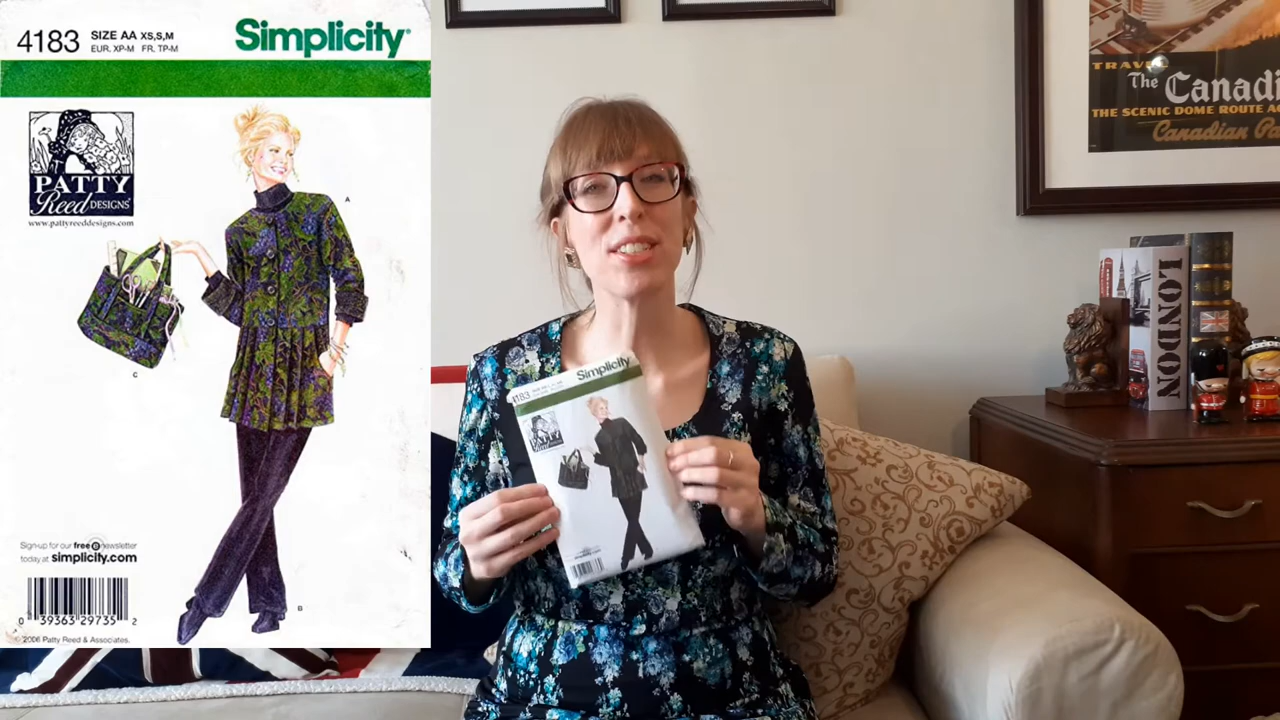 4183 SIZE AA XS,S,M
EUR. XP-M FR. TP-M
Simplicity
PATTY
Reed DESIGNS
www.pattyreeddesigns.com
A
C
B
Sign-up for our free e newsletter
today at simplicity.com
0 39363 29735 2
© 2006 Patty Reed & Associates.
4183
Simplicity
PATTY
TRAVEL
The Canadi
THE SCENIC DOME ROUTE A
Canadian Pa
LONDON